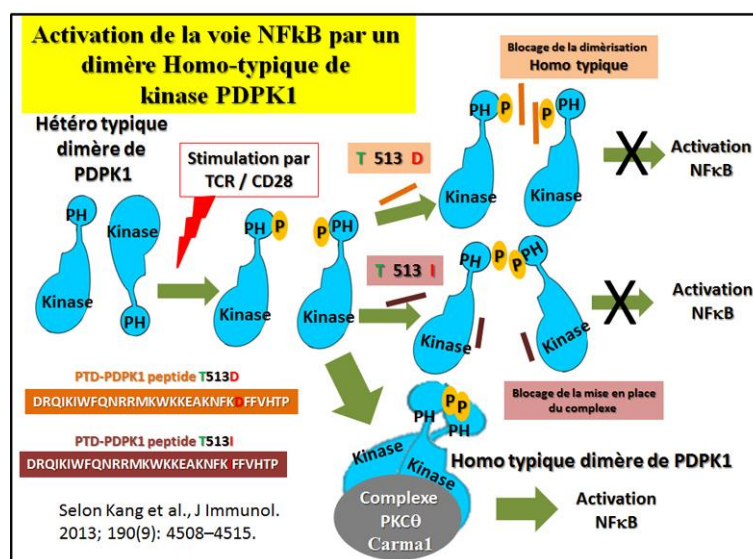 Activation de la voie NFkB par un
dimère Homo-typique de
kinase PDPK1
Blocage de la dimèrisation
Homo typique
Hétéro typique
dimère de
PDPK1
Stimulation par
TCR / CD28
T 513 D
PH P
P PH
Kinase
Kinase
X
Activation
NFκB
PH
Kinase
Kinase
PH
PH P
P PH
Kinase
Kinase
T 513 I
PH P
P PH
Kinase
Kinase
X
Activation
NFκB
Blocage de la mise en place
du complexe
PTD-PDPK1 peptide T513D
DRQIKIWFQNRRMKWKKEAKNFKDFFVHTP
PTD-PDPK1 peptide T513I
DRQIKIWFQNRRMKWKKEAKNFKIFFVHTP
P
P
PH
PH
Kinase
Kinase
Complexe
PKCθ
Carma1
Homo typique dimère de PDPK1
Activation
NFκB
Selon Kang et al., J Immunol.
2013; 190(9): 4508–4515.